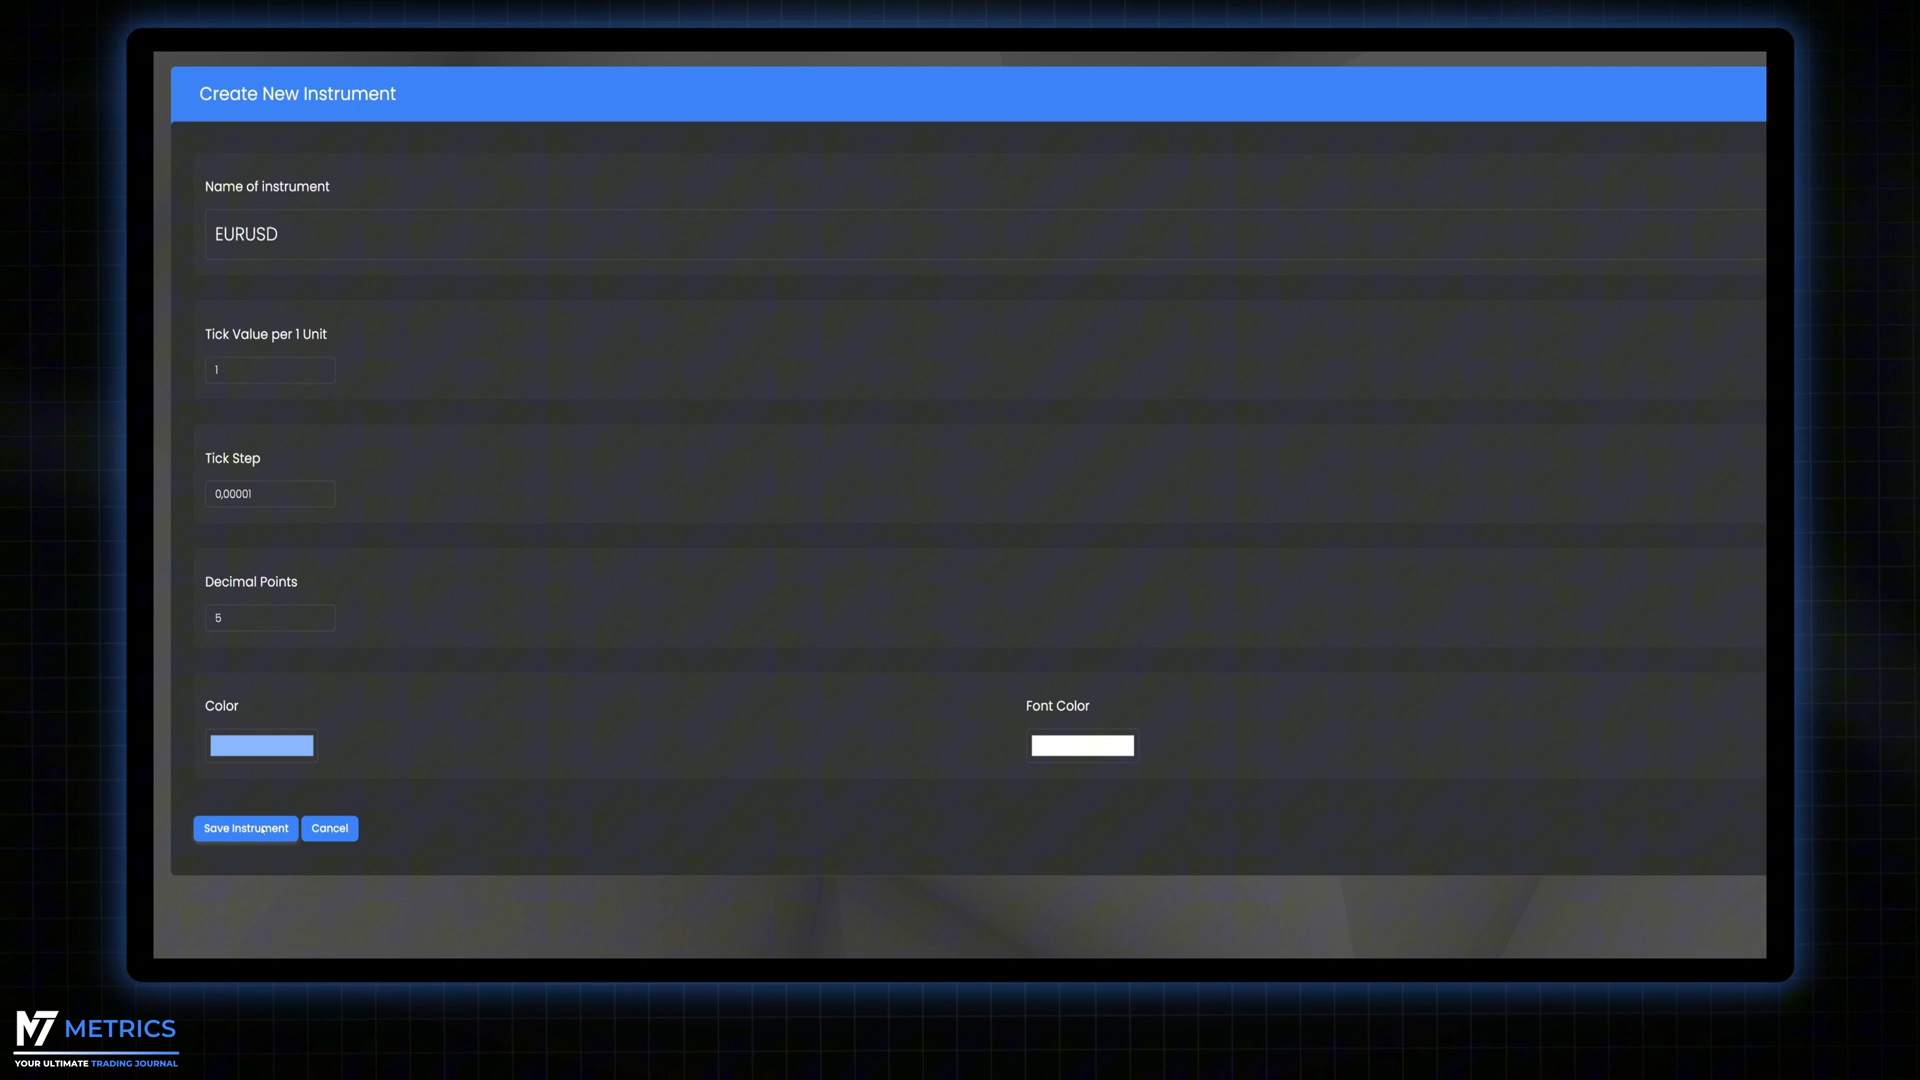 Create New Instrument
Name of instrument
EURUSD
Tick Value per 1 Unit
1
Tick Step
0,00001
Decimal Points
5
Color
Font Color
Save Instrument
Cancel
M7 METRICS
YOUR ULTIMATE TRADING JOURNAL